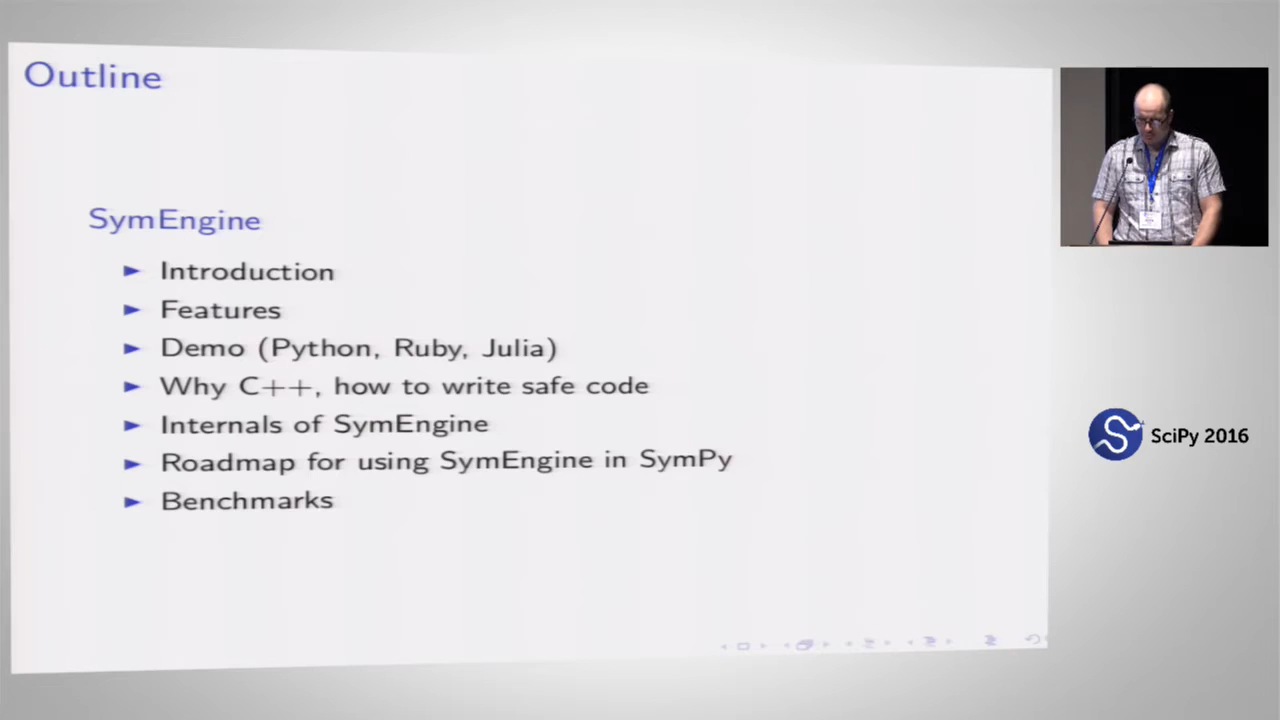 Outline
SymEngine
Introduction
Features
Demo (Python, Ruby, Julia)
Why C++, how to write safe code
Internals of SymEngine
Roadmap for using SymEngine in SymPy
Benchmarks
SciPy 2016